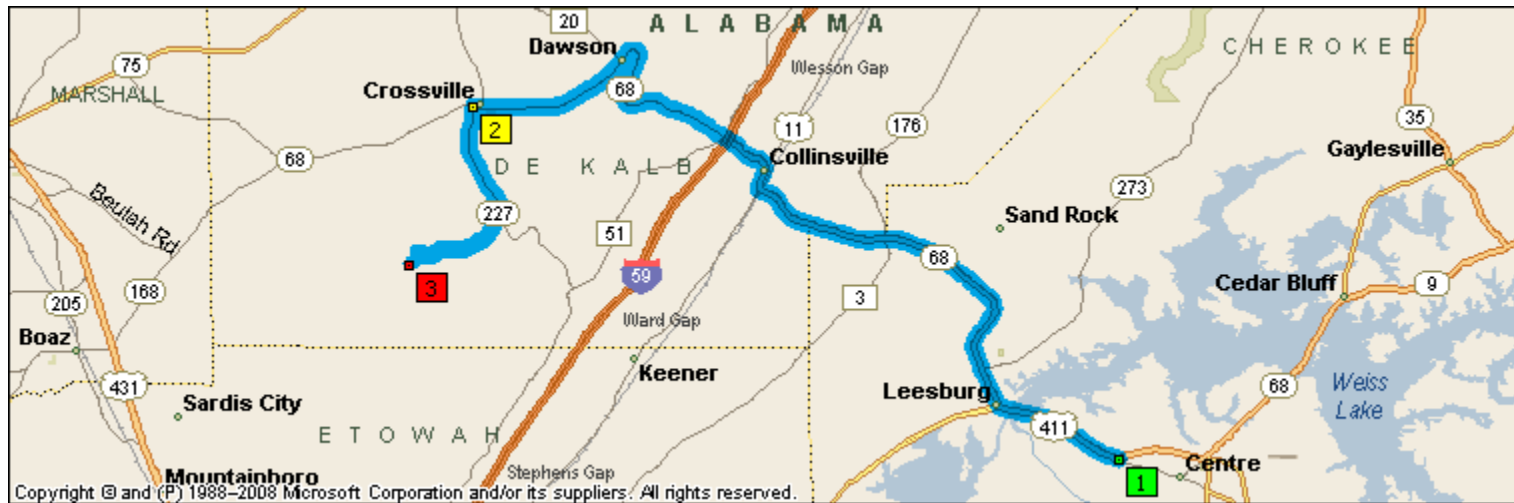 20
ALABAMA
Dawson
CHEROKEE
75
Wesson Gap
MARSHALL
Crossville
68
35
2
11
176
68
Collinsville
Gaylesville
DE KALB
273
Beulah Rd
227
Sand Rock
51
68
59
Cedar Bluff
9
168
3
205
3
Ward Gap
Boaz
Keener
431
68
Leesburg
Weiss
Lake
Sardis City
411
ETOWAH
Centre
Stephens Gap
Mountainboro
1
Copyright © and (P) 1988–2008 Microsoft Corporation and/or its suppliers. All rights reserved.